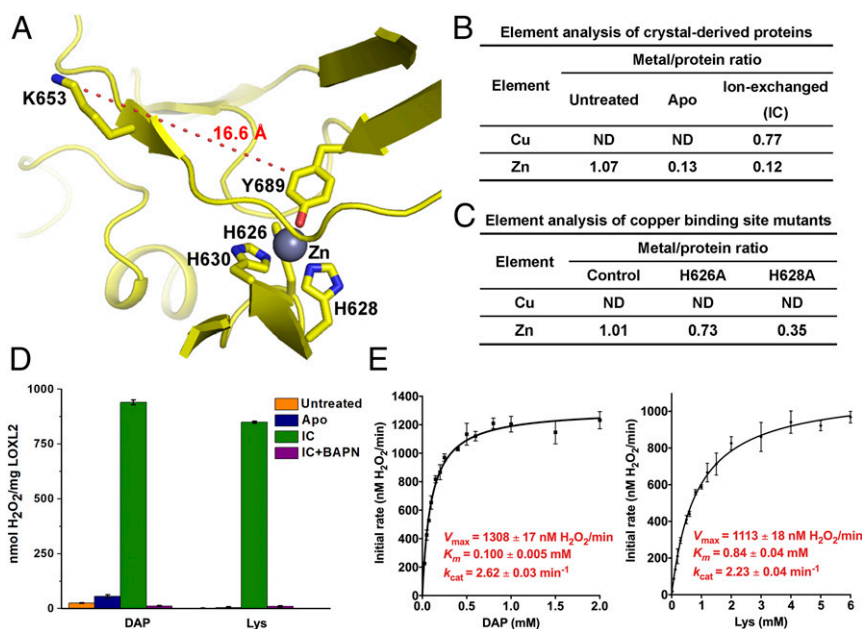 A
K653
16.6 Å
Y689
H626
Zn
H630
H628
B
Element analysis of crystal-derived proteins
Metal/protein ratio
Element
Untreated Apo Ion-exchanged
(IC)
Cu ND ND 0.77
Zn 1.07 0.13 0.12
C
Element analysis of copper binding site mutants
Metal/protein ratio
Element
Control H626A H628A
Cu ND ND ND
Zn 1.01 0.73 0.35
D
nmol H₂O₂/mg LOXL2
1000
750
500
250
0
Untreated
Apo
IC
IC+BAPN
DAP Lys
E
Initial rate (nM H₂O₂/min)
1400
1200
1000
800
600
400
200
0
Vmax = 1308 ± 17 nM H₂O₂/min
Km = 0.100 ± 0.005 mM
kcat = 2.62 ± 0.03 min⁻¹
0.0 0.5 1.0 1.5 2.0
DAP (mM)
Initial rate (nM H₂O₂/min)
1000
800
600
400
200
0
Vmax = 1113 ± 18 nM H₂O₂/min
Km = 0.84 ± 0.04 mM
kcat = 2.23 ± 0.04 min⁻¹
0 1 2 3 4 5 6
Lys (mM)